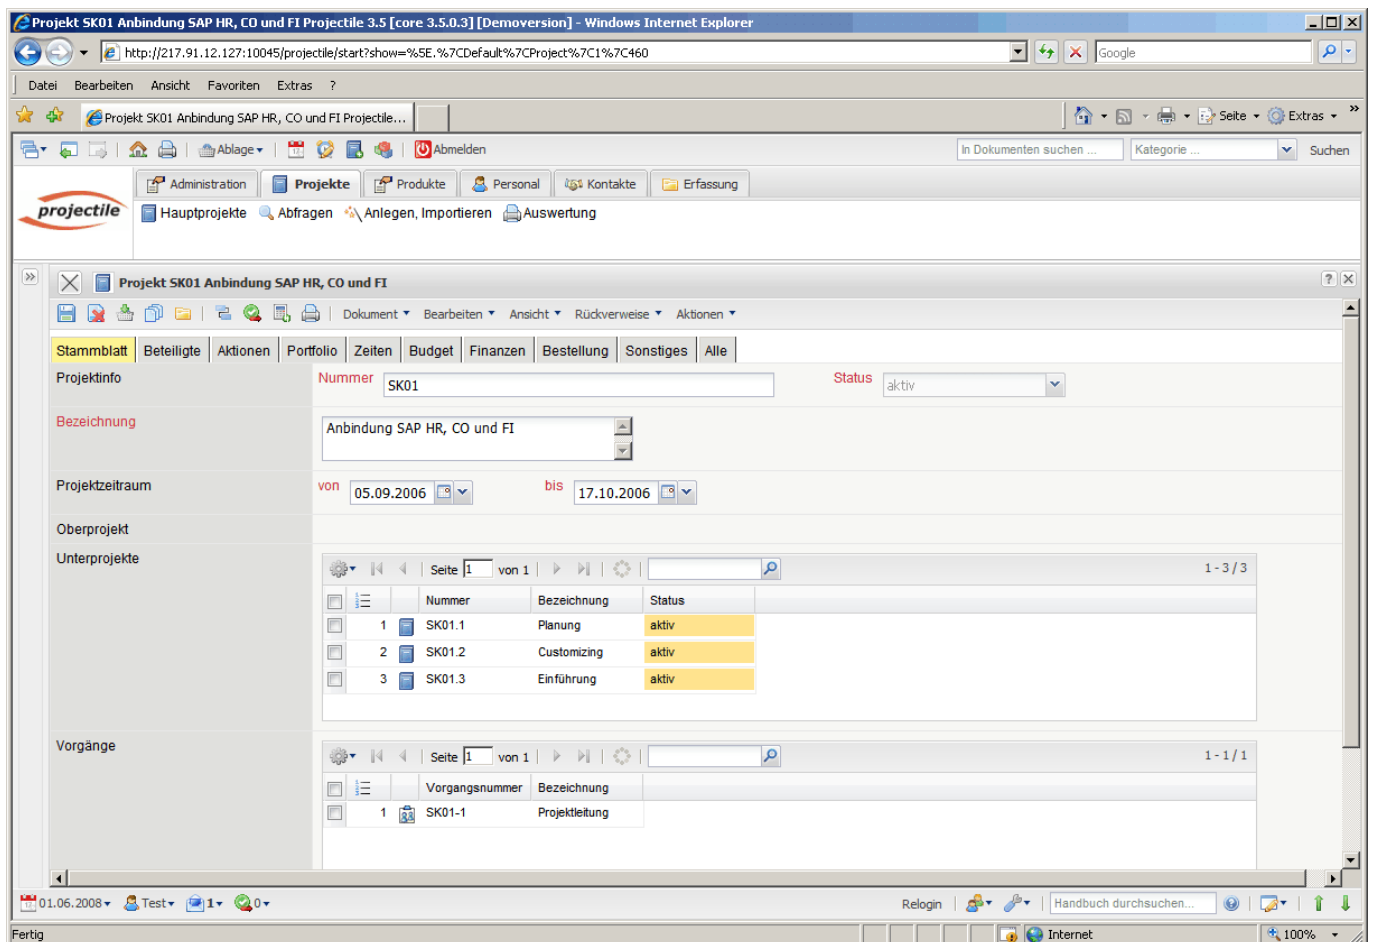 Projekt SK01 Anbindung SAP HR, CO und FI Projectile 3.5 [core 3.5.0.3] [Demoversion] - Windows Internet Explorer
http://217.91.12.127:10045/projectile/start?show=%5E.%7CDefault%7CProject%7C1%7C460
Google
Datei Bearbeiten Ansicht Favoriten Extras ?
Projekt SK01 Anbindung SAP HR, CO und FI Projectile...
Seite Extras »
Ablage Abmelden In Dokumenten suchen ... Kategorie ... Suchen
Administration Projekte Produkte Personal Kontakte Erfassung
projectile
Hauptprojekte Abfragen Anlegen, Importieren Auswertung
Projekt SK01 Anbindung SAP HR, CO und FI
Dokument Bearbeiten Ansicht Rückverweise Aktionen
Stammblatt Beteiligte Aktionen Portfolio Zeiten Budget Finanzen Bestellung Sonstiges Alle
Projektinfo Nummer SK01 Status aktiv
Bezeichnung Anbindung SAP HR, CO und FI
Projektzeitraum von 05.09.2006 bis 17.10.2006
Oberprojekt
Unterprojekte
Seite 1 von 1 1 - 3 / 3
Nummer Bezeichnung Status
1 SK01.1 Planung aktiv
2 SK01.2 Customizing aktiv
3 SK01.3 Einführung aktiv
Vorgänge
Seite 1 von 1 1 - 1 / 1
Vorgangsnummer Bezeichnung
1 SK01-1 Projektleitung
01.06.2008 Test 1 0 Relogin Handbuch durchsuchen...
Fertig Internet 100%